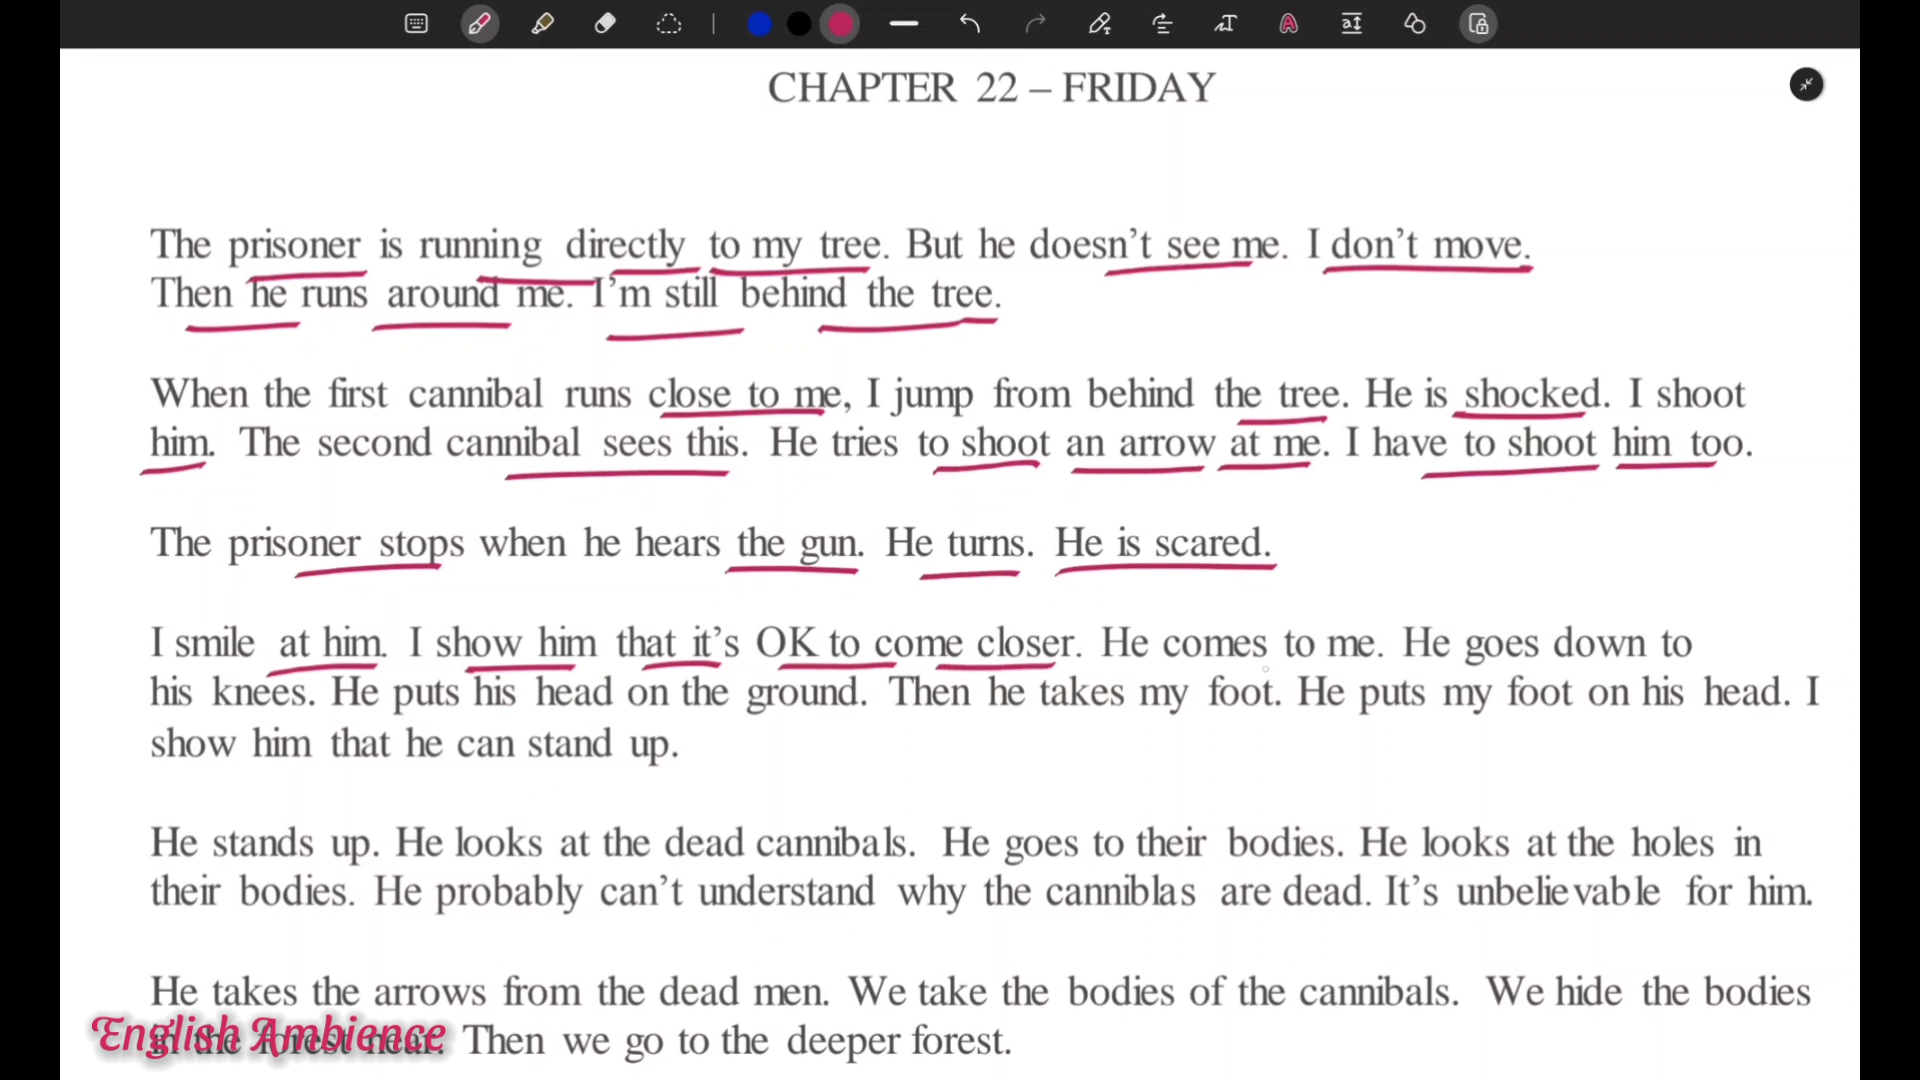 CHAPTER 22 – FRIDAY
The prisoner is running directly to my tree. But he doesn’t see me. I don’t move.
Then he runs around me. I’m still behind the tree.
When the first cannibal runs close to me, I jump from behind the tree. He is shocked. I shoot
him. The second cannibal sees this. He tries to shoot an arrow at me. I have to shoot him too.
The prisoner stops when he hears the gun. He turns. He is scared.
I smile at him. I show him that it’s OK to come closer. He comes to me. He goes down to
his knees. He puts his head on the ground. Then he takes my foot. He puts my foot on his head. I
show him that he can stand up.
He stands up. He looks at the dead cannibals. He goes to their bodies. He looks at the holes in
their bodies. He probably can’t understand why the canniblas are dead. It’s unbelievable for him.
He takes the arrows from the dead men. We take the bodies of the cannibals. We hide the bodies
in the forest near. Then we go to the deeper forest.
English Ambience